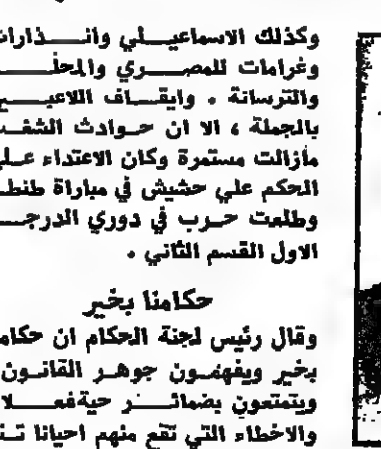 وكذلك الاسماعيلي وانذارات
وغرامات للمصري والمحلة
والترسانة . وايقاف اللاعبين
بالجملة ، الا ان حوادث الشغب
مازالت مستمرة وكان الاعتداء على
الحكم علي حشيش في مباراة طنطا
وطلعت حرب في دوري الدرجة
الاول القسم الثاني .
حكامنا بخير
وقال رئيس لجنة الحكام ان حكامنا
بخير ويفهمون جوهر القانون
ويتمتعون بضمائر حية فعلا
والاخطاء التي تقع منهم احيانا